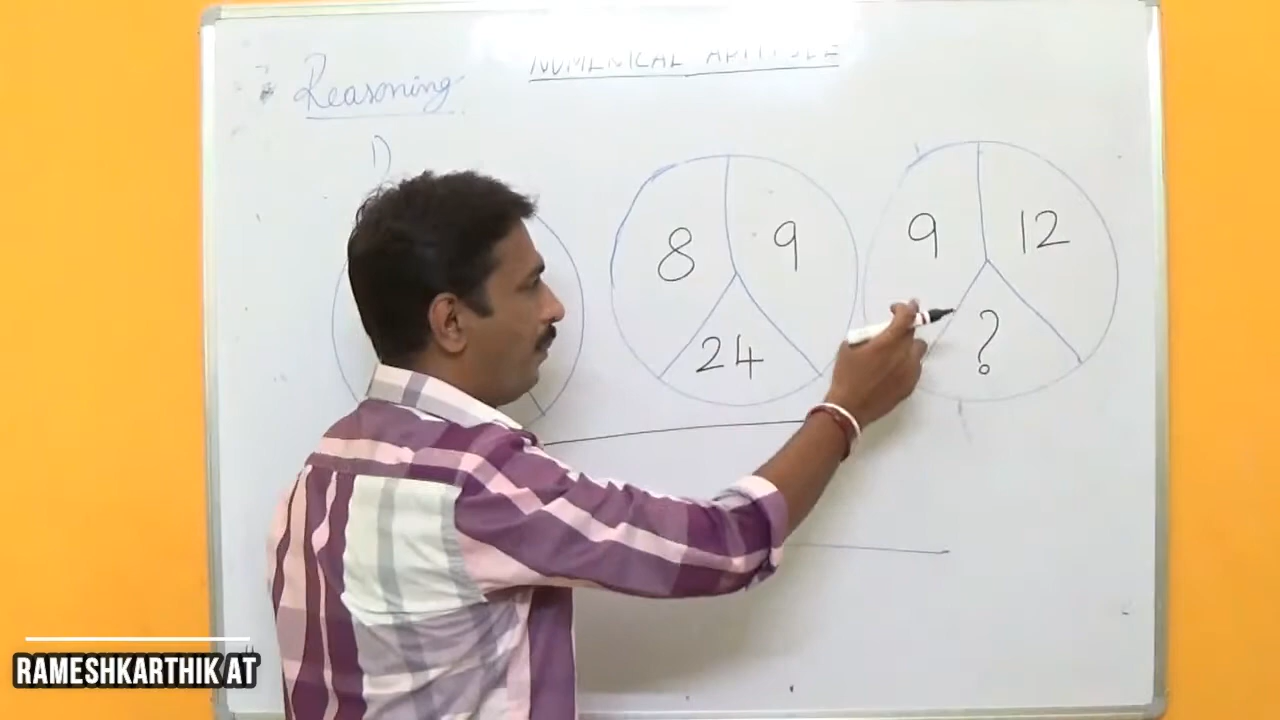 NUMERICAL APTITUDE
Reasoning
1)
8 9 9 12
24 ?
RAMESHKARTHIK AT